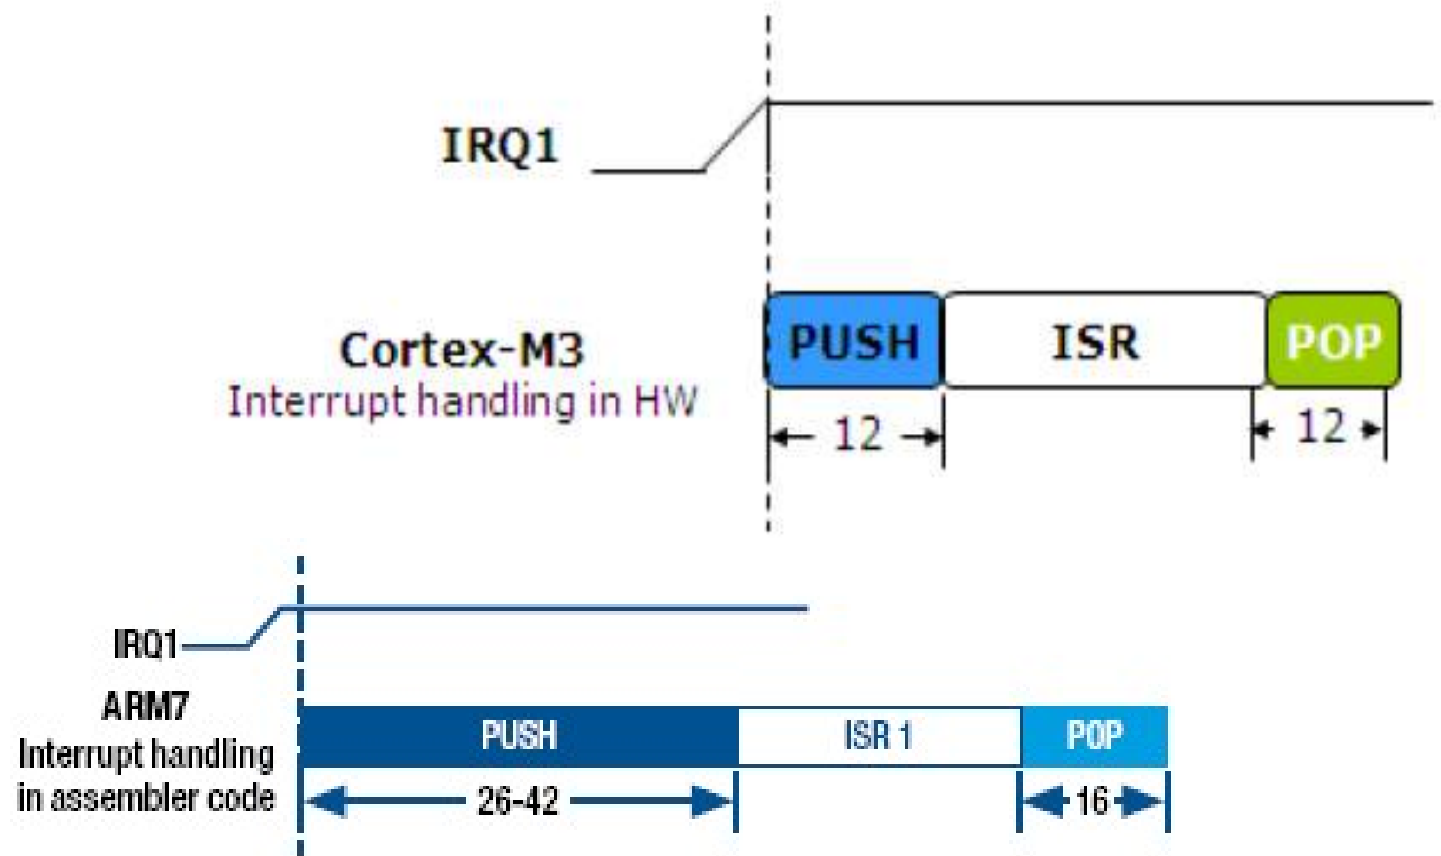 IRQ1
Cortex-M3
Interrupt handling in HW
PUSH
ISR
POP
12
12
IRQ1
ARM7
Interrupt handling
in assembler code
PUSH
ISR 1
POP
26-42
16